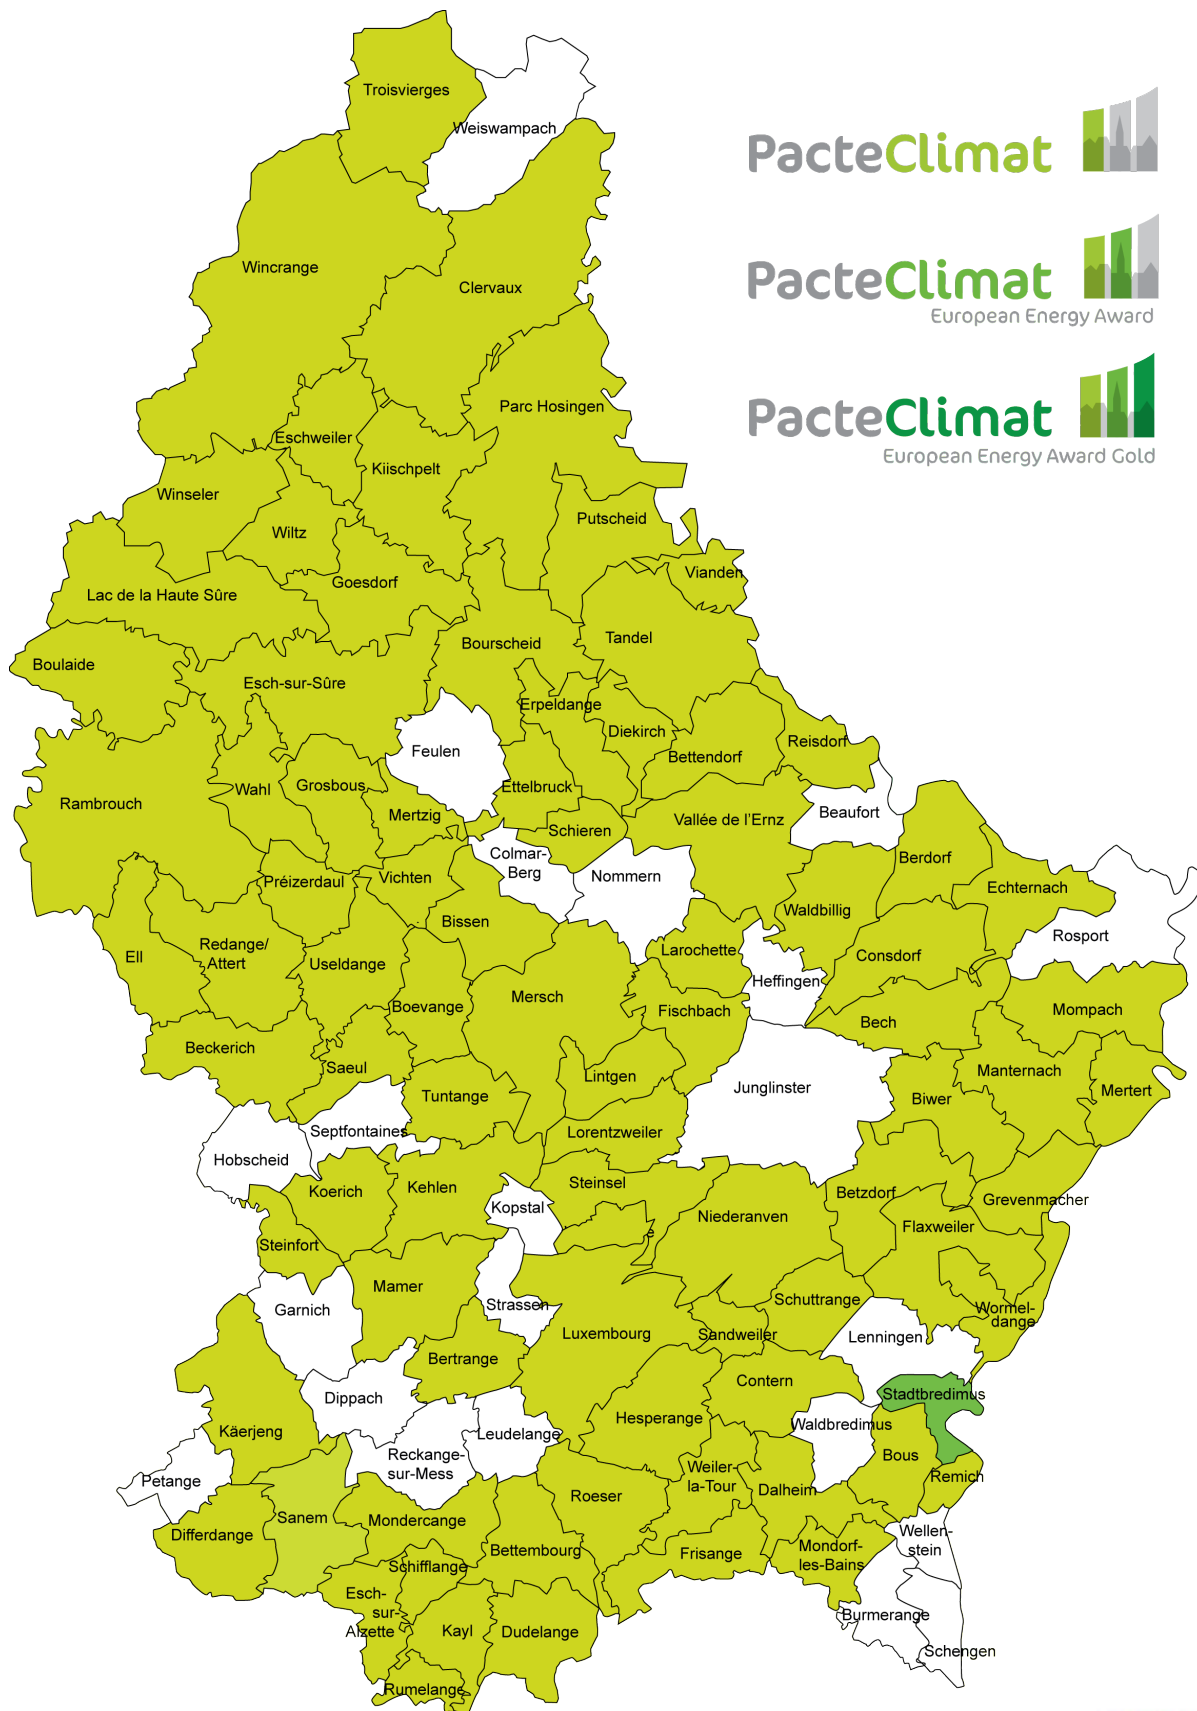 Troisvierges
Weiswampach
PacteClimat
Wincrange
Clervaux
PacteClimat
European Energy Award
Parc Hosingen
PacteClimat
European Energy Award Gold
Eschweiler
Kiischpelt
Winseler
Wiltz
Putscheid
Vianden
Goesdorf
Lac de la Haute Sûre
Bourscheid
Tandel
Boulaide
Esch-sur-Sûre
Erpeldange
Diekirch
Feulen
Bettendorf
Reisdorf
Rambrouch
Wahl
Grosbous
Ettelbruck
Mertzig
Schieren
Vallée de l'Ernz
Beaufort
Colmar-
Berg
Nommern
Berdorf
Préizerdaul
Vichten
Echternach
Bissen
Waldbillig
Rosport
Ell
Redange/
Attert
Useldange
Larochette
Consdorf
Heffingen
Mersch
Boevange
Fischbach
Bech
Mompach
Beckerich
Saeul
Lintgen
Junglinster
Manternach
Tuntange
Biwer
Mertert
Septfontaines
Lorentzweiler
Hobscheid
Koerich
Kehlen
Steinsel
Betzdorf
Grevenmacher
Kopstal
Niederanven
Flaxweiler
Steinfort
e
Mamer
Garnich
Strassen
Schuttrange
Wormel-
dange
Luxembourg
Sandweiler
Lenningen
Bertrange
Contern
Stadtbredimus
Dippach
Hesperange
Waldbredimus
Käerjeng
Leudelange
Reckange-
sur-Mess
Bous
Petange
Weiler-
la-Tour
Remich
Roeser
Dalheim
Sanem
Mondercange
Differdange
Wellen-
stein
Bettembourg
Frisange
Mondorf-
les-Bains
Schifflange
Esch-
sur-
Alzette
Kayl
Dudelange
Burmerange
Schengen
Rumelange